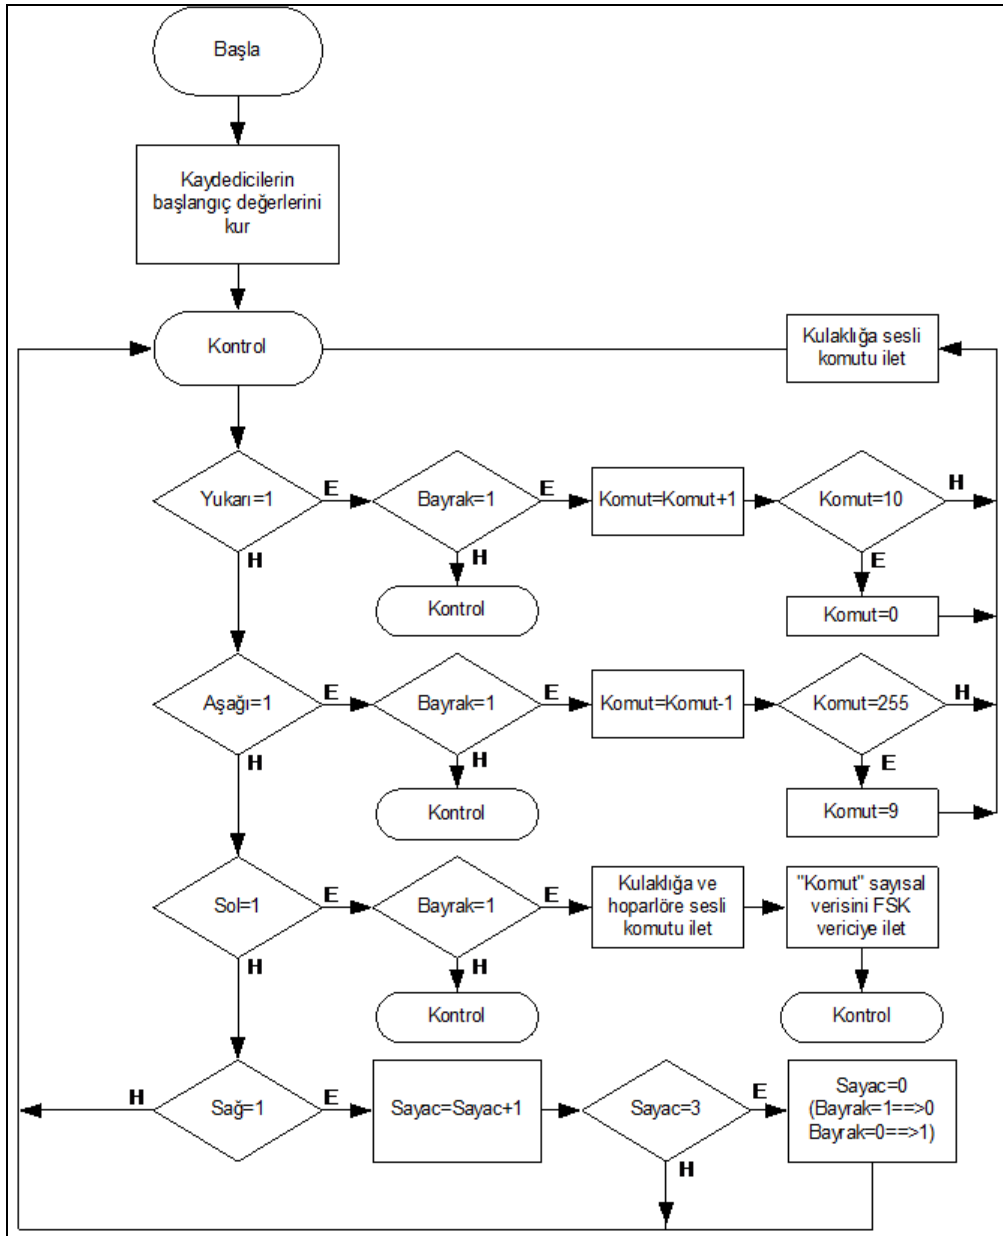 Başla
Kaydedicilerin
başlangıç değerlerini
kur
Kontrol
Kulaklığa sesli
komutu ilet
Yukarı=1
E
Bayrak=1
E
Komut=Komut+1
Komut=10
H
H
H
E
Kontrol
Komut=0
Aşağı=1
E
Bayrak=1
E
Komut=Komut-1
Komut=255
H
H
H
E
Kontrol
Komut=9
Sol=1
E
Bayrak=1
E
Kulaklığa ve
hoparlöre sesli
komutu ilet
"Komut" sayısal
verisini FSK
vericiye ilet
H
H
Kontrol
Kontrol
H
Sağ=1
E
Sayac=Sayac+1
Sayac=3
E
Sayac=0
(Bayrak=1==>0
Bayrak=0==>1)
H